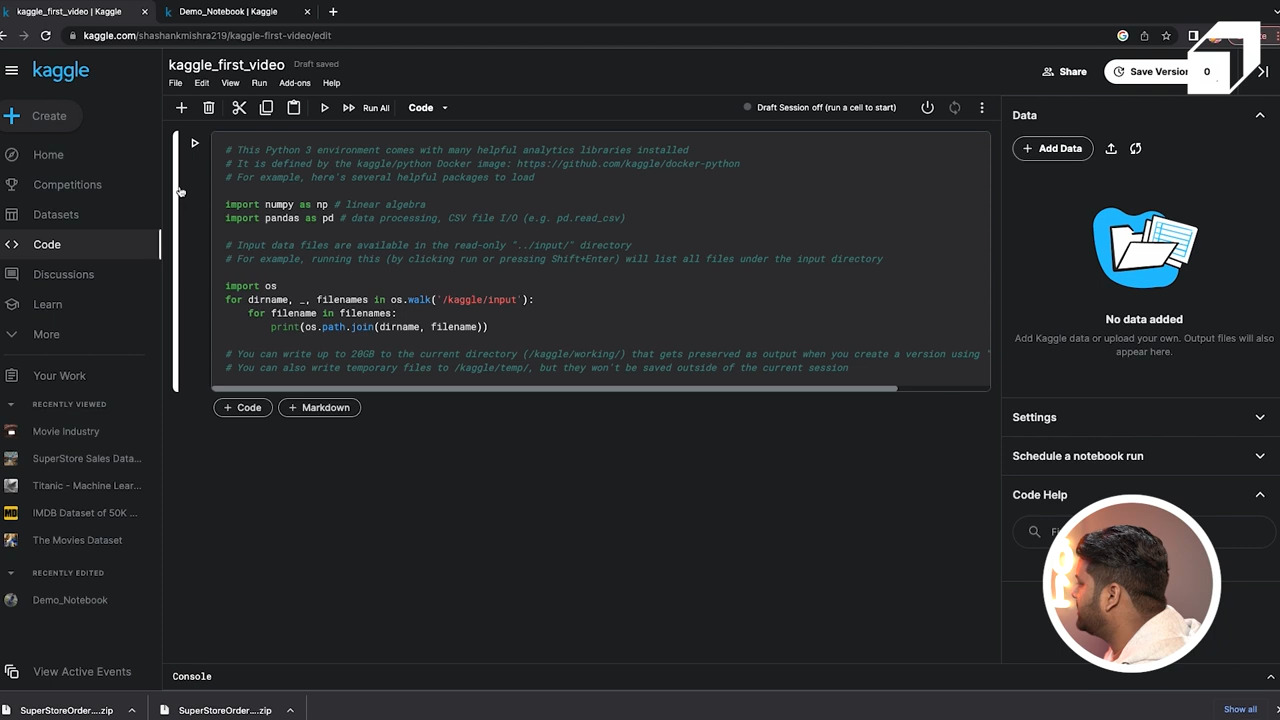 kaggle_first_video | Kaggle
Demo_Notebook | Kaggle
kaggle.com/shashankmishra219/kaggle-first-video/edit
kaggle
kaggle_first_video
Draft saved
File Edit View Run Add-ons Help
Share
Save Version
0
Run All
Code
Draft Session off (run a cell to start)
Create
Home
Competitions
Datasets
Code
Discussions
Learn
More
Your Work
RECENTLY VIEWED
Movie Industry
SuperStore Sales Data...
Titanic - Machine Lear...
IMDB Dataset of 50K ...
The Movies Dataset
RECENTLY EDITED
Demo_Notebook
View Active Events
# This Python 3 environment comes with many helpful analytics libraries installed
# It is defined by the kaggle/python Docker image: https://github.com/kaggle/docker-python
# For example, here's several helpful packages to load
import numpy as np # linear algebra
import pandas as pd # data processing, CSV file I/O (e.g. pd.read_csv)
# Input data files are available in the read-only "../input/" directory
# For example, running this (by clicking run or pressing Shift+Enter) will list all files under the input directory
import os
for dirname, _, filenames in os.walk('/kaggle/input'):
    for filename in filenames:
        print(os.path.join(dirname, filename))
# You can write up to 20GB to the current directory (/kaggle/working/) that gets preserved as output when you create a version using "
# You can also write temporary files to /kaggle/temp/, but they won't be saved outside of the current session
+ Code
+ Markdown
Data
+ Add Data
No data added
Add Kaggle data or upload your own. Output files will also
appear here.
Settings
Schedule a notebook run
Code Help
Console
SuperStoreOrder....zip
SuperStoreOrder....zip
Show all